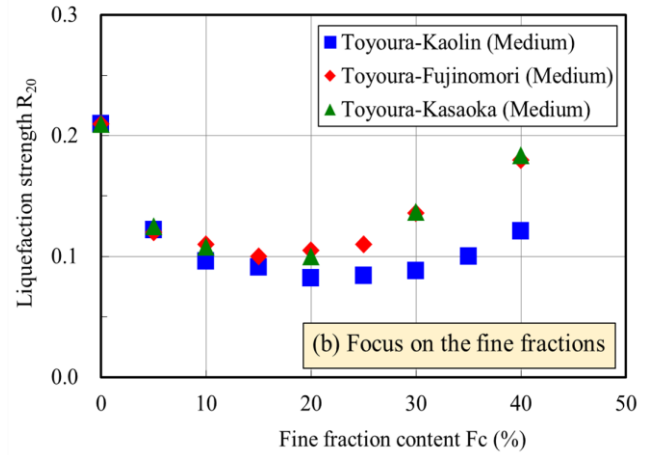 Toyoura-Kaolin (Medium)
Toyoura-Fujinomori (Medium)
Toyoura-Kasaoka (Medium)
Liquefaction strength R₂₀
0.3
0.2
0.1
0.0
(b) Focus on the fine fractions
0 10 20 30 40 50
Fine fraction content Fc (%)